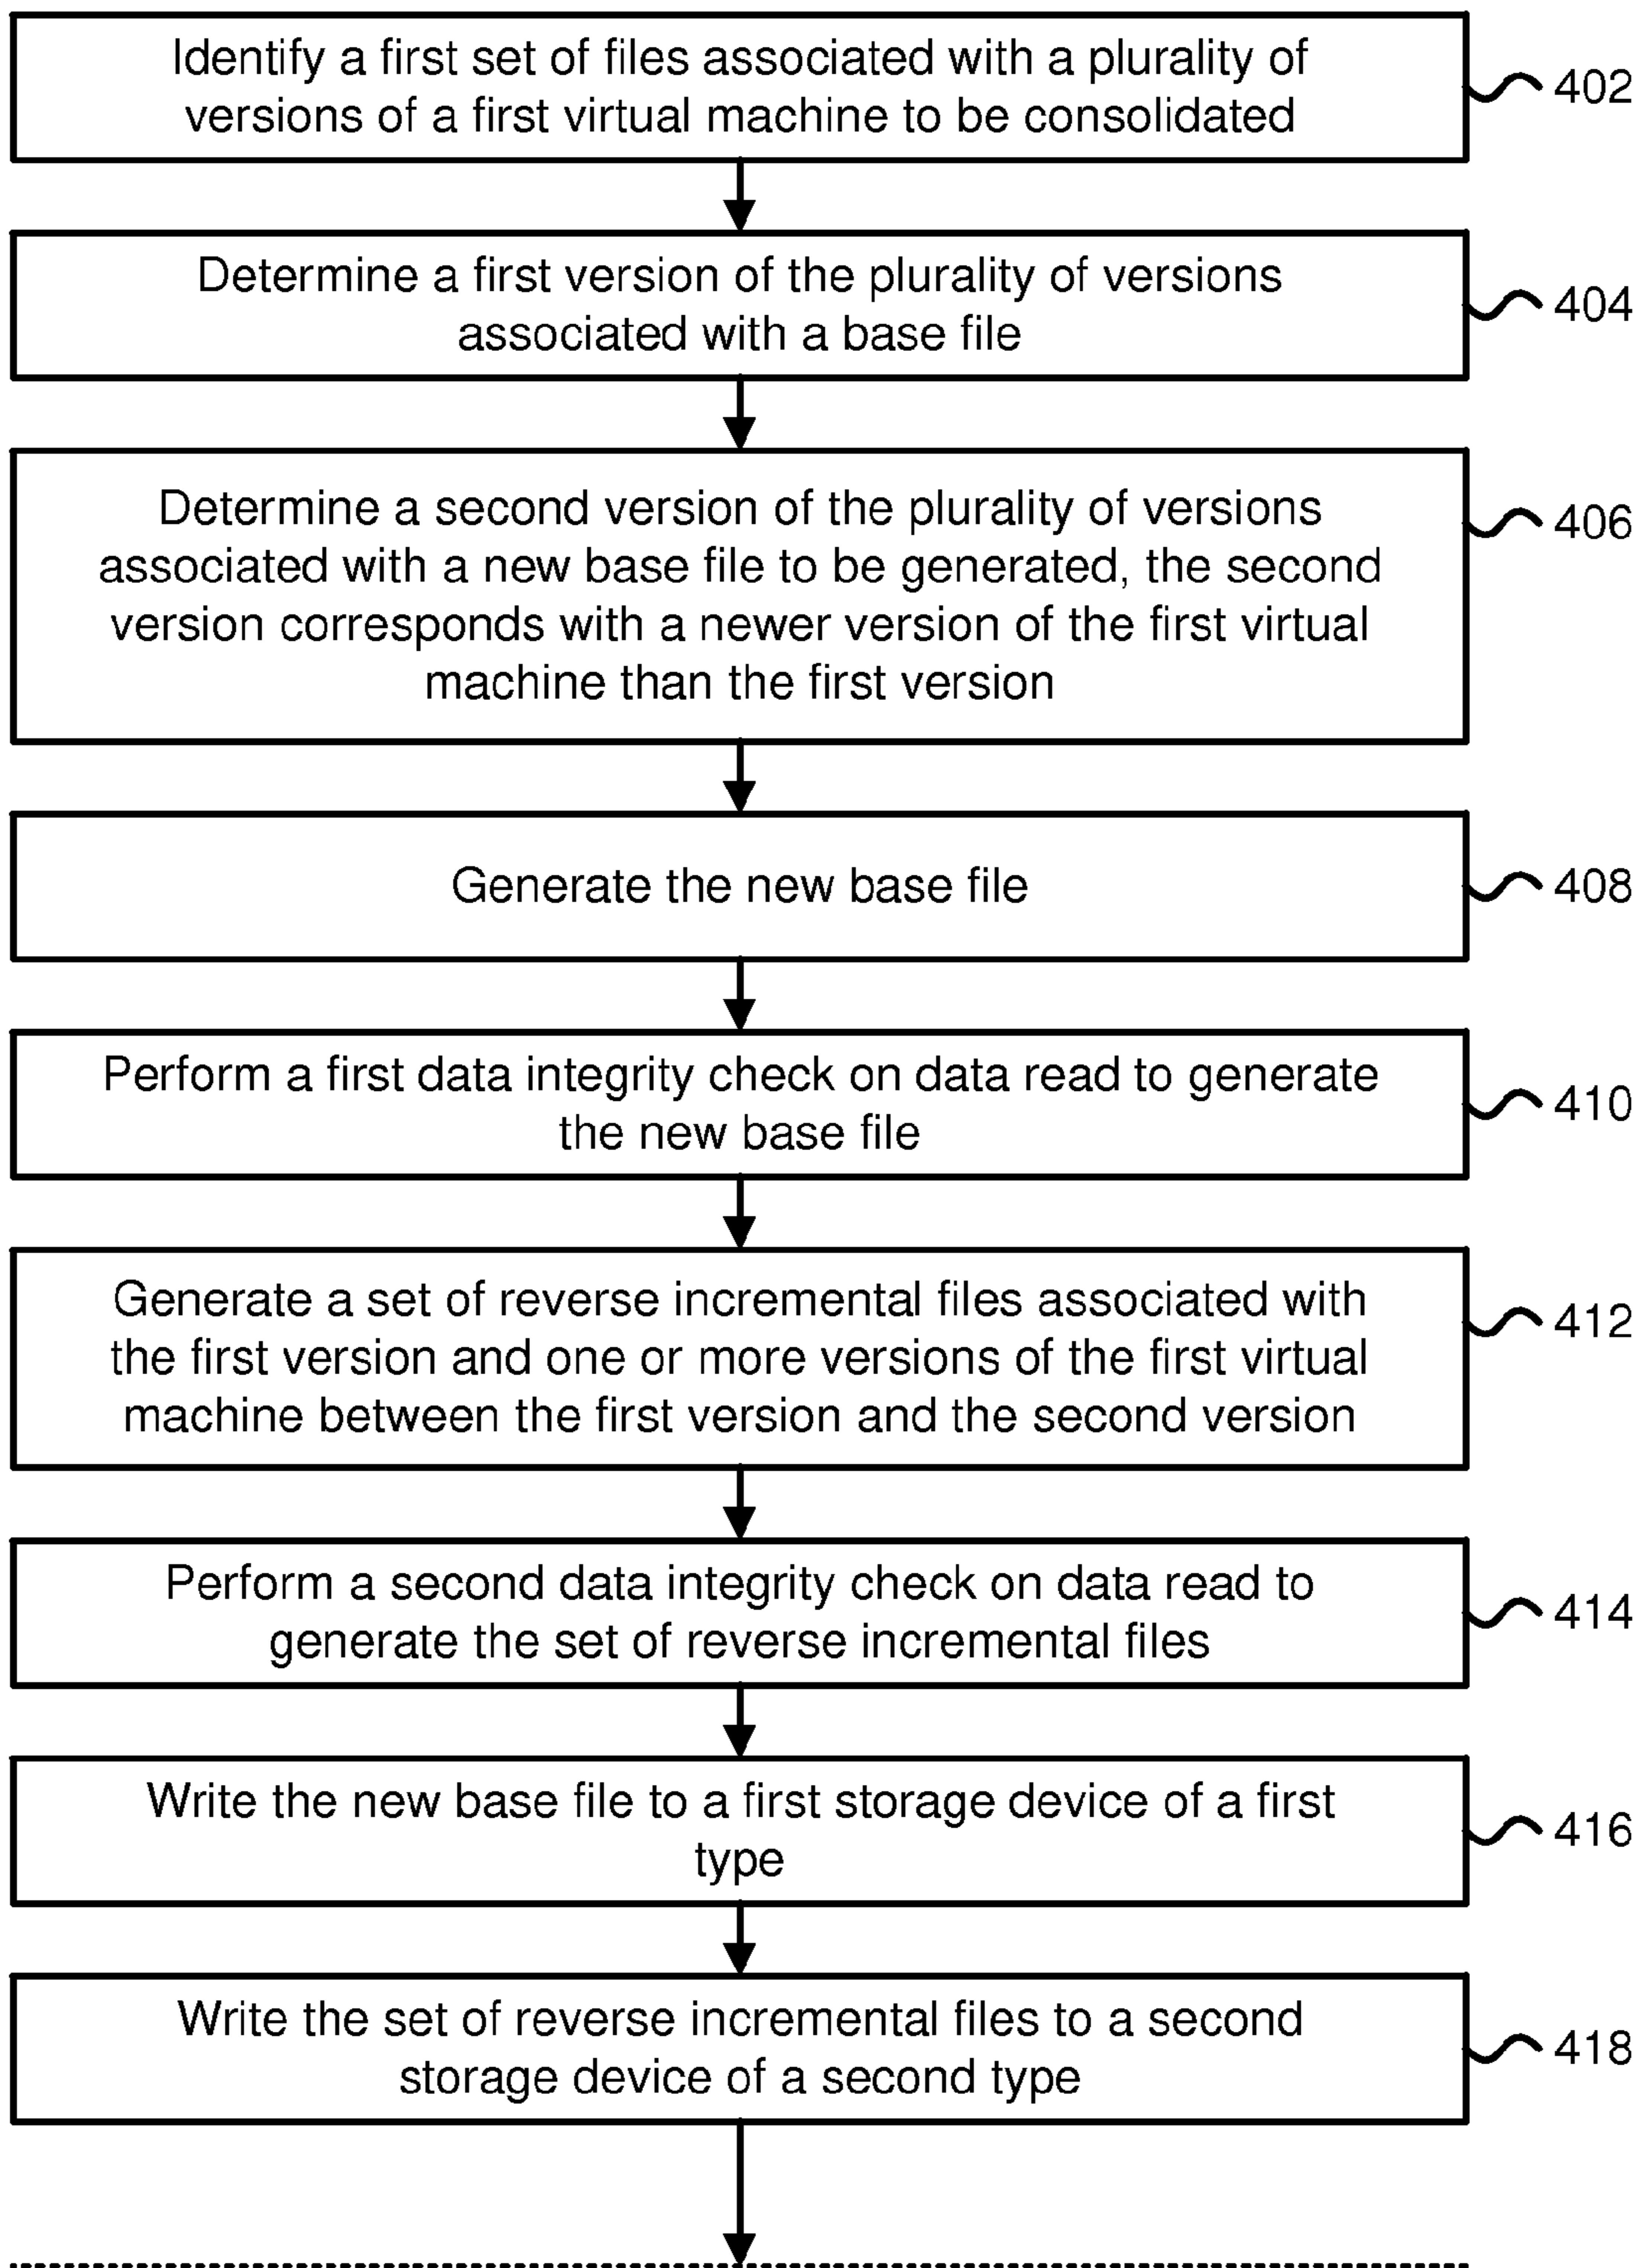 Identify a first set of files associated with a plurality of
versions of a first virtual machine to be consolidated
402
Determine a first version of the plurality of versions
associated with a base file
404
Determine a second version of the plurality of versions
associated with a new base file to be generated, the second
version corresponds with a newer version of the first virtual
machine than the first version
406
Generate the new base file
408
Perform a first data integrity check on data read to generate
the new base file
410
Generate a set of reverse incremental files associated with
the first version and one or more versions of the first virtual
machine between the first version and the second version
412
Perform a second data integrity check on data read to
generate the set of reverse incremental files
414
Write the new base file to a first storage device of a first
type
416
Write the set of reverse incremental files to a second
storage device of a second type
418